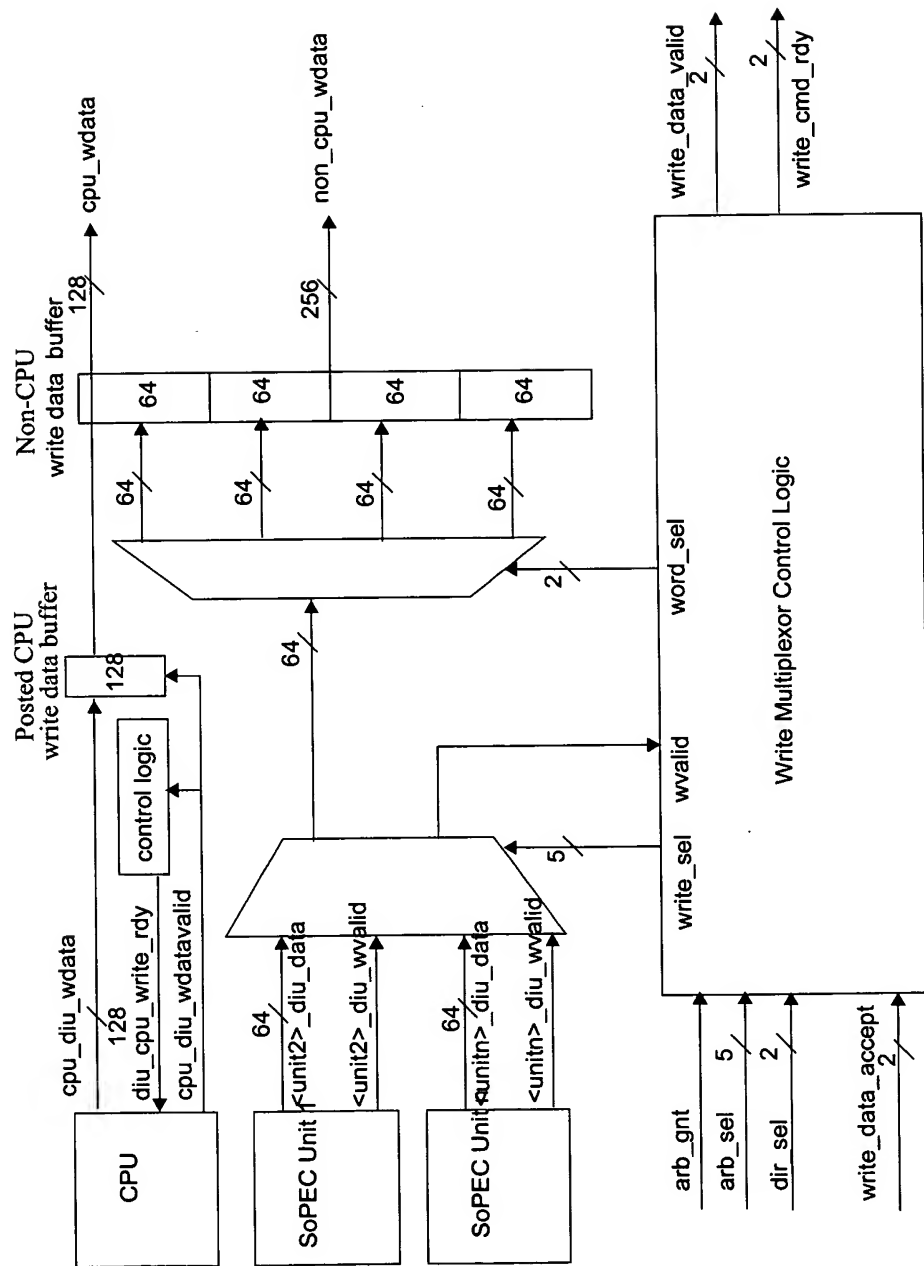 Posted CPU
write data buffer
Non-CPU
write data buffer
CPU
cpu_diu_wdata
128
diu_cpu_write_rdy
cpu_diu_wdatavalid
control logic
128
128
cpu_wdata
SoPEC Unit 1
64
<unit2>_diu_data
<unit2>_diu_wvalid
SoPEC Unit n
64
<unitn>_diu_data
<unitn>_diu_wvalid
64
64
64
64
64
64
64
64
64
256
non_cpu_wdata
5
2
write_sel
wvalid
word_sel
Write Multiplexor Control Logic
arb_gnt
arb_sel
5
dir_sel
2
write_data_accept
2
write_data_valid
2
write_cmd_rdy
2